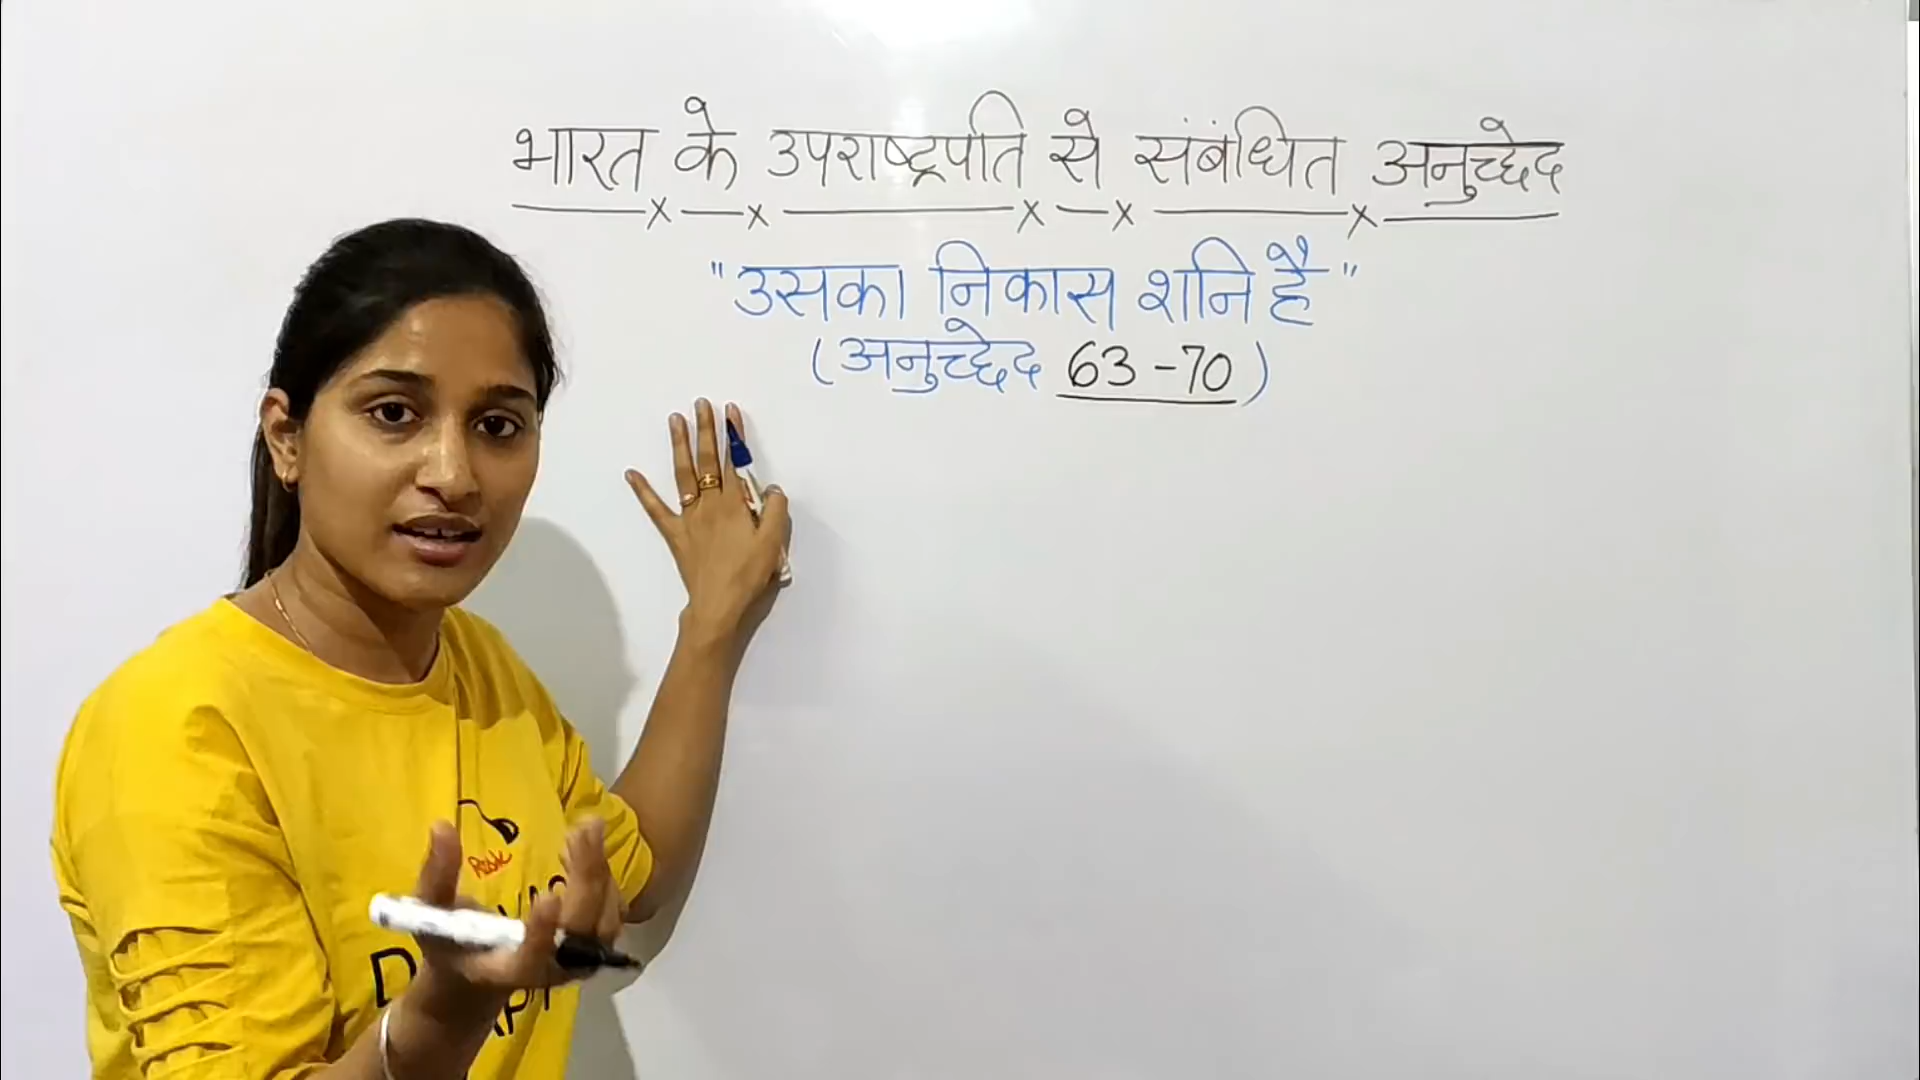 भारत के उपराष्ट्रपति से संबंधित अनुच्छेद
"उसका निकास शनि है"
(अनुच्छेद 63-70)